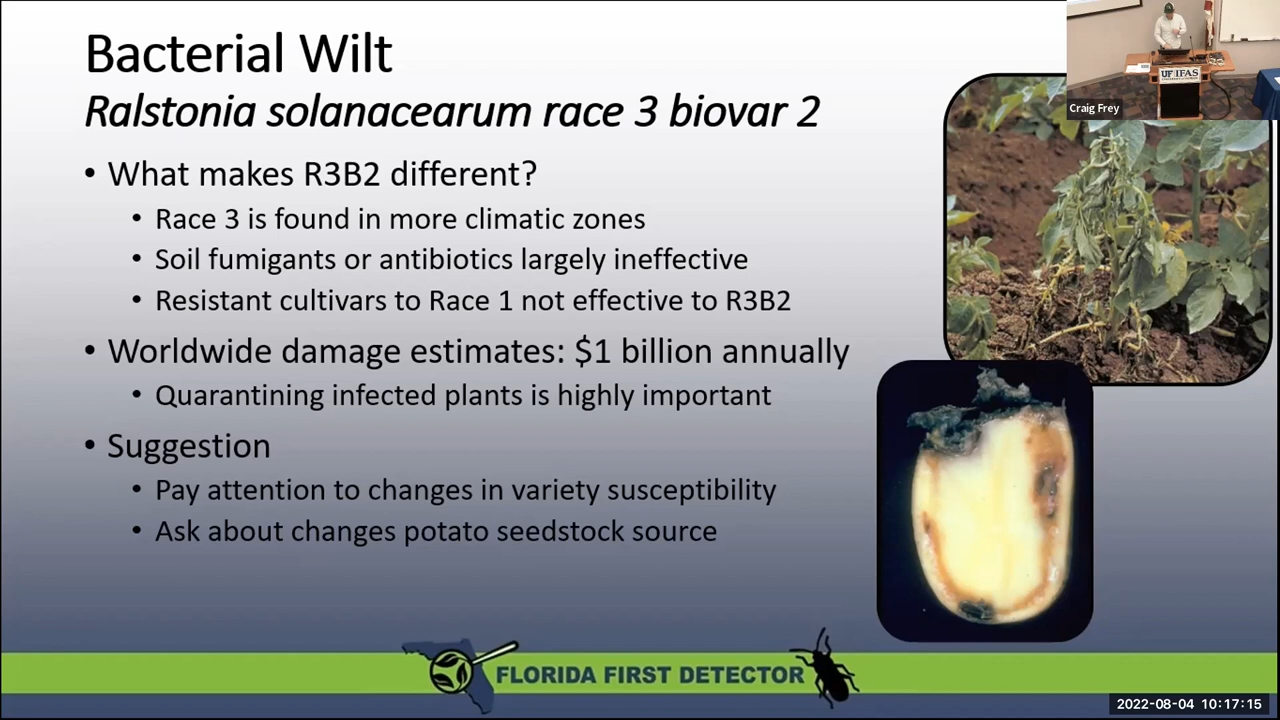 Bacterial Wilt
Ralstonia solanacearum race 3 biovar 2
• What makes R3B2 different?
• Race 3 is found in more climatic zones
• Soil fumigants or antibiotics largely ineffective
• Resistant cultivars to Race 1 not effective to R3B2
• Worldwide damage estimates: $1 billion annually
• Quarantining infected plants is highly important
• Suggestion
• Pay attention to changes in variety susceptibility
• Ask about changes potato seedstock source
UF IFAS
Craig Frey
FLORIDA FIRST DETECTOR
2022-08-04 10:17:15